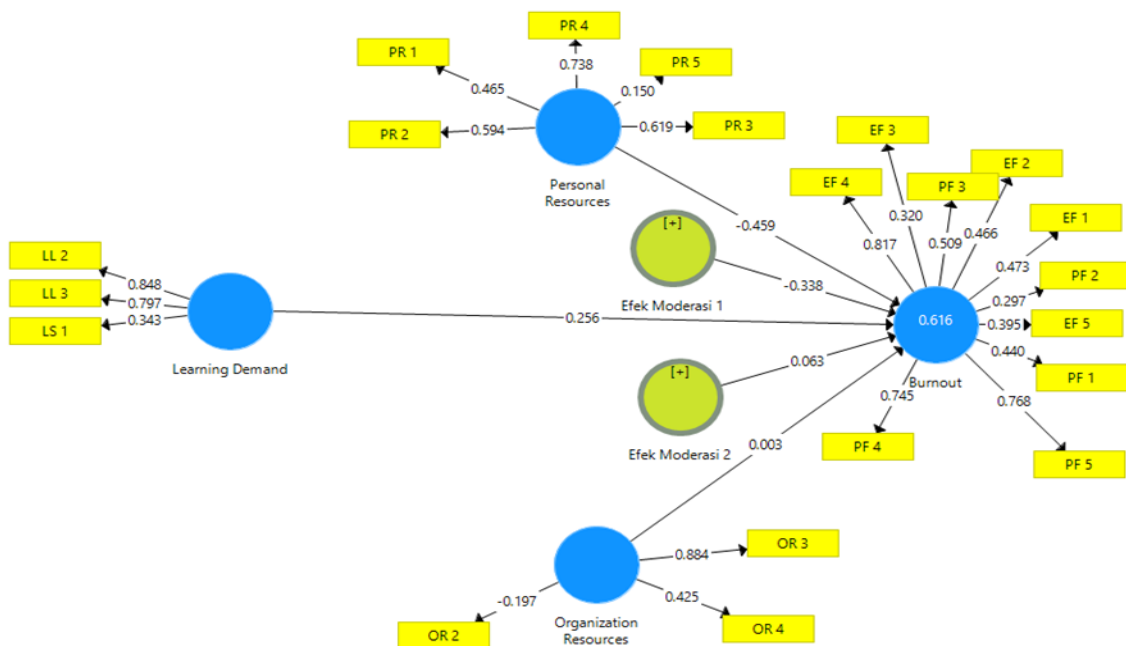 PR 4
PR 1
PR 5
0.738
0.465
0.150
PR 2
0.594
0.619
PR 3
Personal
Resources
EF 3
EF 2
EF 4
PF 3
EF 1
0.320
0.817
0.509
0.466
0.473
PF 2
0.297
-0.459
[+]
Efek Moderasi 1
-0.338
LL 2
0.848
LL 3
0.797
LS 1
0.343
Learning Demand
0.256
0.616
Burnout
0.395
EF 5
0.440
PF 1
[+]
Efek Moderasi 2
0.063
0.745
0.768
PF 4
PF 5
0.003
OR 3
0.884
-0.197
0.425
OR 2
OR 4
Organization
Resources